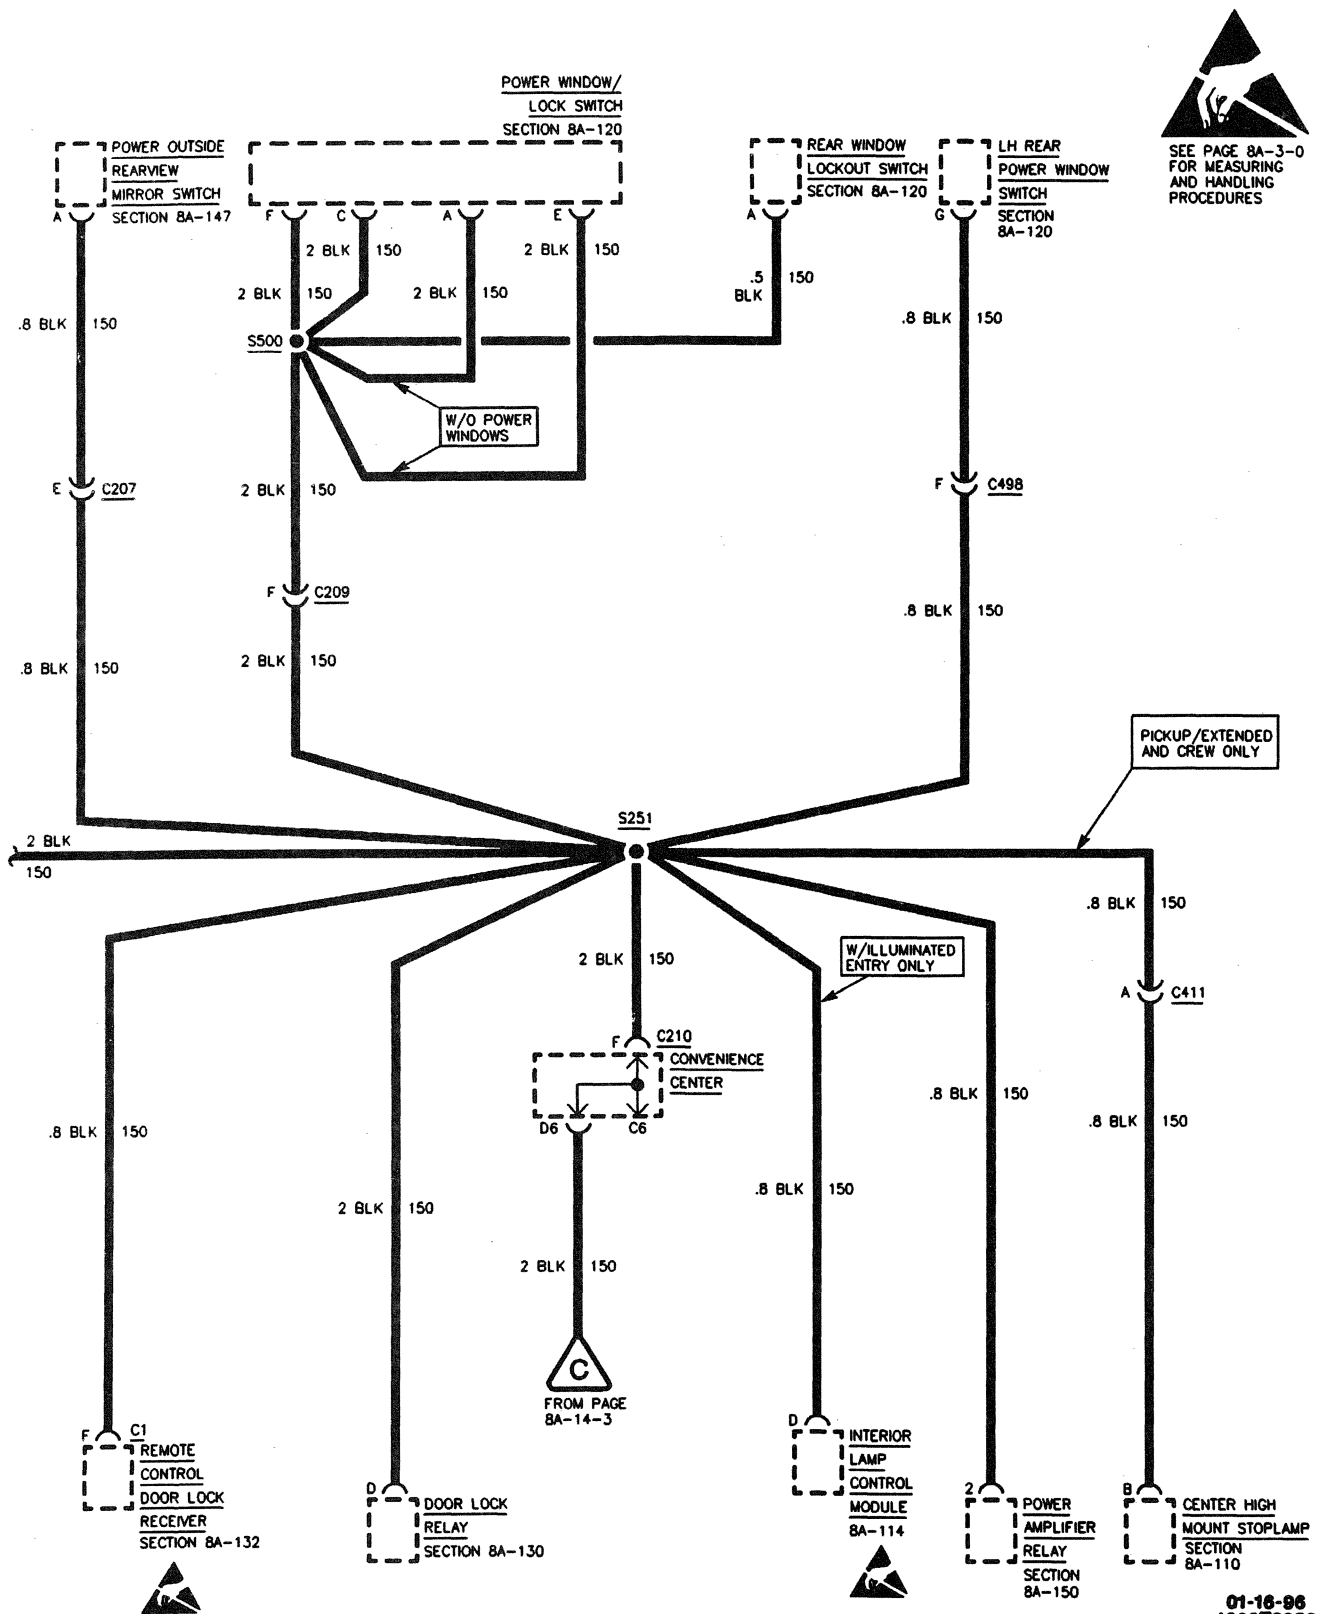 POWER WINDOW/
LOCK SWITCH
SECTION 8A-120
POWER OUTSIDE
REARVIEW
MIRROR SWITCH
SECTION 8A-147
REAR WINDOW
LOCKOUT SWITCH
SECTION 8A-120
LH REAR
POWER WINDOW
SWITCH
SECTION
8A-120
SEE PAGE 8A-3-0
FOR MEASURING
AND HANDLING
PROCEDURES
A
F
C
A
E
A
G
2 BLK 150
2 BLK 150
.5
BLK
150
2 BLK 150
2 BLK 150
.8 BLK 150
.8 BLK 150
S500
W/O POWER
WINDOWS
E C207
2 BLK 150
F C498
F C209
.8 BLK 150
2 BLK 150
.8 BLK 150
PICKUP/EXTENDED
AND CREW ONLY
S251
2 BLK
150
.8 BLK 150
W/ILLUMINATED
ENTRY ONLY
2 BLK 150
A C411
F C210
CONVENIENCE
CENTER
D6 C6
.8 BLK 150
.8 BLK 150
.8 BLK 150
.8 BLK 150
2 BLK 150
2 BLK 150
C
FROM PAGE
8A-14-3
F C1
REMOTE
CONTROL
DOOR LOCK
RECEIVER
SECTION 8A-132
D
DOOR LOCK
RELAY
SECTION 8A-130
D
INTERIOR
LAMP
CONTROL
MODULE
8A-114
2
POWER
AMPLIFIER
RELAY
SECTION
8A-150
B
CENTER HIGH
MOUNT STOPLAMP
SECTION
8A-110
01-16-96